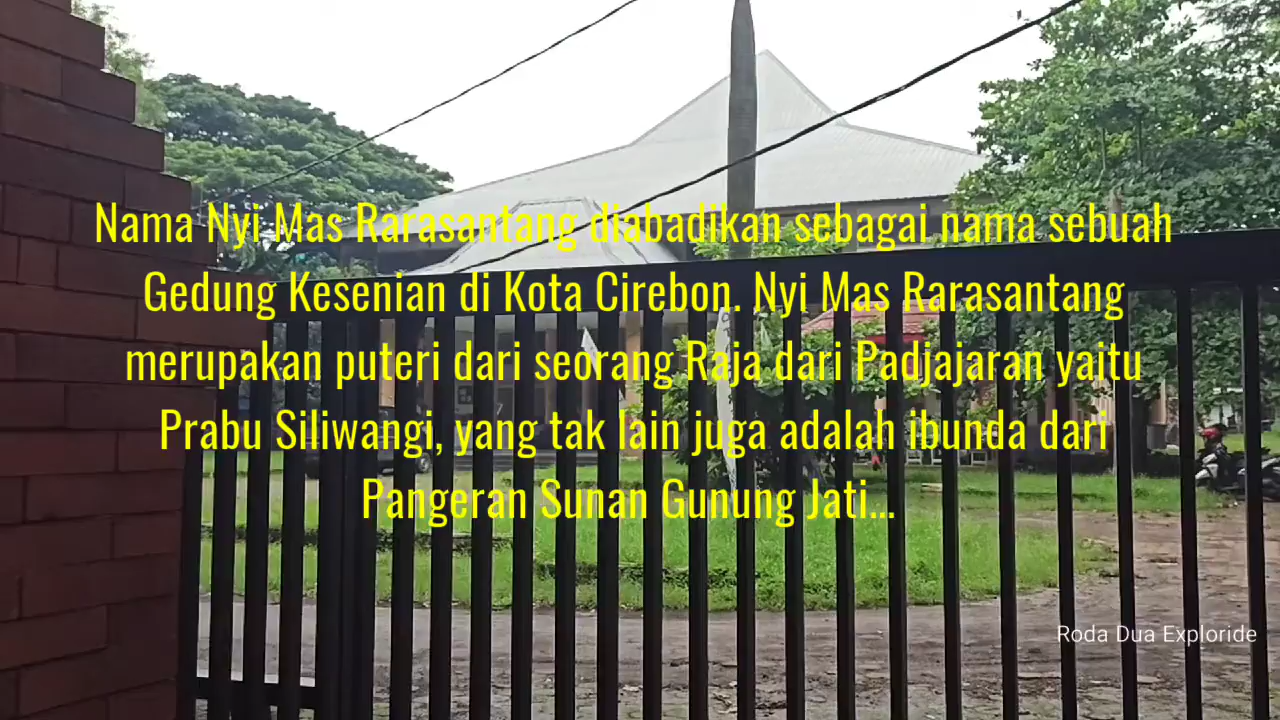 Nama Nyi Mas Rarasantang diabadikan sebagai nama sebuah
Gedung Kesenian di Kota Cirebon. Nyi Mas Rarasantang
merupakan puteri dari seorang Raja dari Padjajaran yaitu
Prabu Siliwangi, yang tak lain juga adalah ibunda dari
Pangeran Sunan Gunung Jati...
Roda Dua Exploride